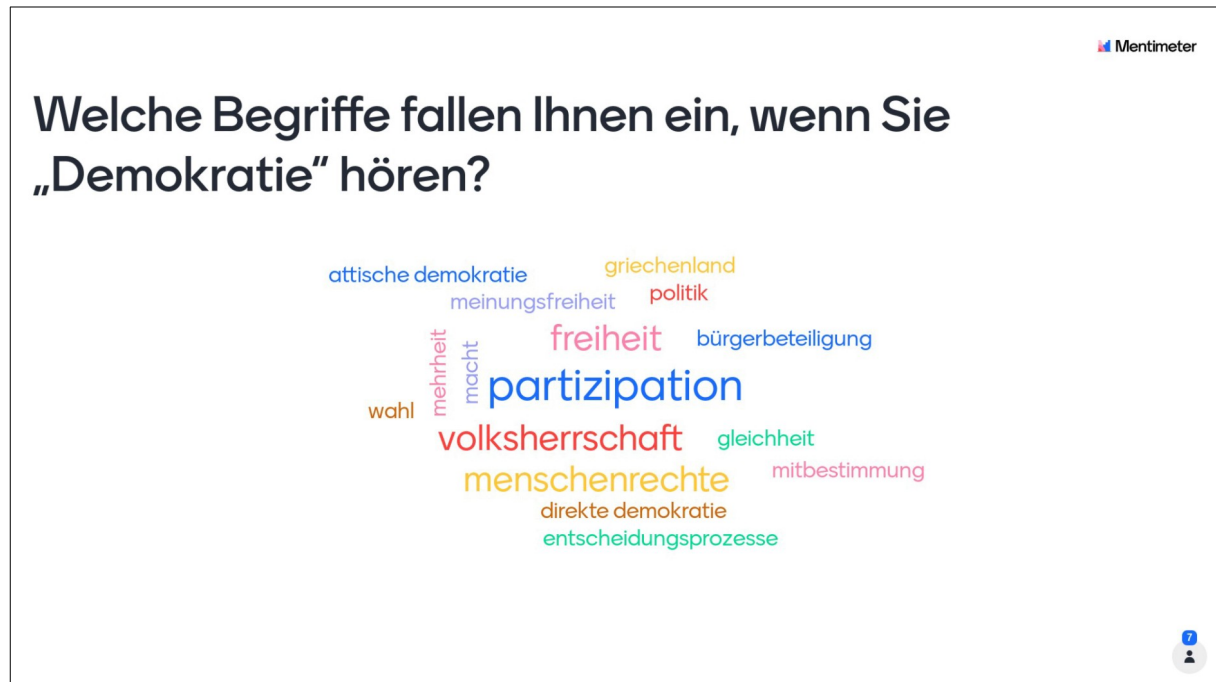 Mentimeter
Welche Begriffe fallen Ihnen ein, wenn Sie
„Demokratie“ hören?
griechenland
attische demokratie
politik
meinungsfreiheit
freiheit
bürgerbeteiligung
mehrheit
macht
partizipation
wahl
volksherrschaft
gleichheit
mitbestimmung
menschenrechte
direkte demokratie
entscheidungsprozesse
7